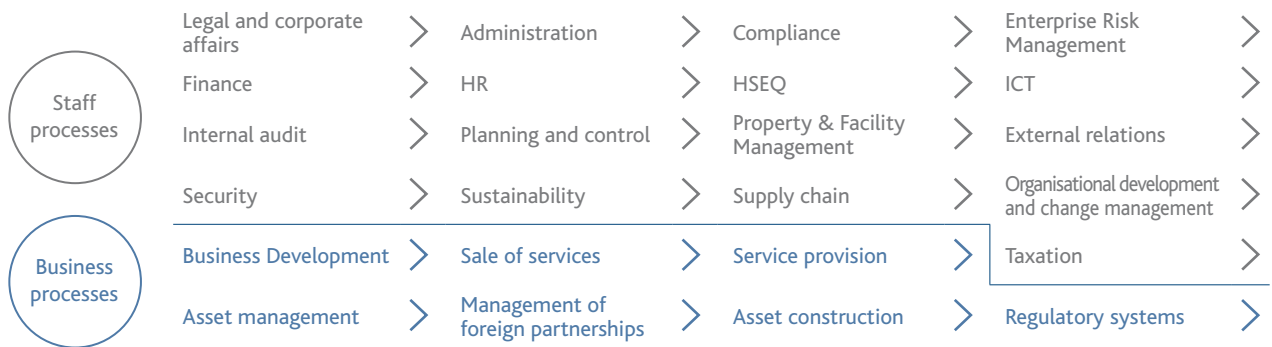 Staff
processes
Legal and corporate
affairs
Administration
Compliance
Enterprise Risk
Management
Finance
HR
HSEQ
ICT
Internal audit
Planning and control
Property & Facility
Management
External relations
Security
Sustainability
Supply chain
Organisational development
and change management
Business
processes
Business Development
Sale of services
Service provision
Taxation
Asset management
Management of
foreign partnerships
Asset construction
Regulatory systems